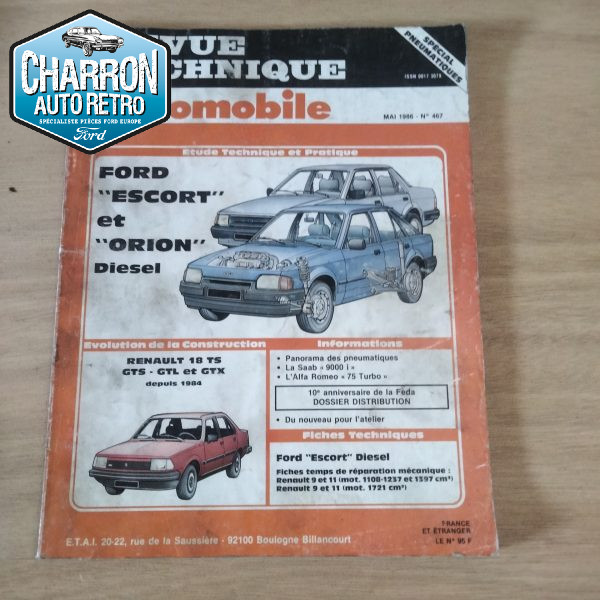 CHARRON
AUTO RETRO
SPÉCIALISTE PIÈCES FORD EUROPE
Ford
VUE
CHNIQUE
omobile
SPÉCIAL
PNEUMATIQUES
ISSN 0017 307X
MAI 1986 - N° 467
Etude Technique et Pratique
FORD
"ESCORT"
et
"ORION"
Diesel
Evolution de la Construction
RENAULT 18 TS
GTS - GTL et GTX
depuis 1984
Informations
• Panorama des pneumatiques
• La Saab « 9000 i »
• L'Alfa Romeo « 75 Turbo »
10e anniversaire de la Feda
DOSSIER DISTRIBUTION
• Du nouveau pour l'atelier
Fiches Techniques
Ford "Escort" Diesel
Fiches temps de réparation mécanique :
Renault 9 et 11 (mot. 1108-1237 et 1397 cm³)
Renault 9 et 11 (mot. 1721 cm³)
E.T.A.I. 20-22, rue de la Saussière - 92100 Boulogne Billancourt
FRANCE
ET ÉTRANGER
LE N° 95 F